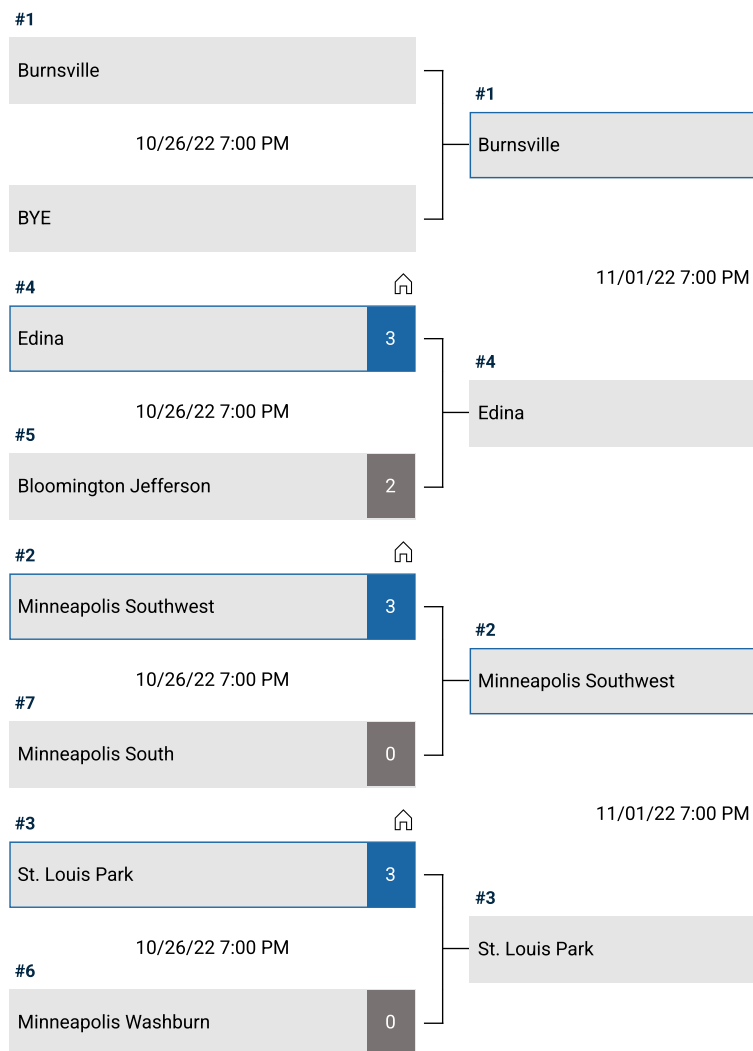 #1
Burnsville
10/26/22 7:00 PM
BYE
#4
Edina
3
10/26/22 7:00 PM
#5
Bloomington Jefferson
2
#2
Minneapolis Southwest
3
10/26/22 7:00 PM
#7
Minneapolis South
0
#3
St. Louis Park
3
10/26/22 7:00 PM
#6
Minneapolis Washburn
0
#1
Burnsville
11/01/22 7:00 PM
#4
Edina
#2
Minneapolis Southwest
11/01/22 7:00 PM
#3
St. Louis Park